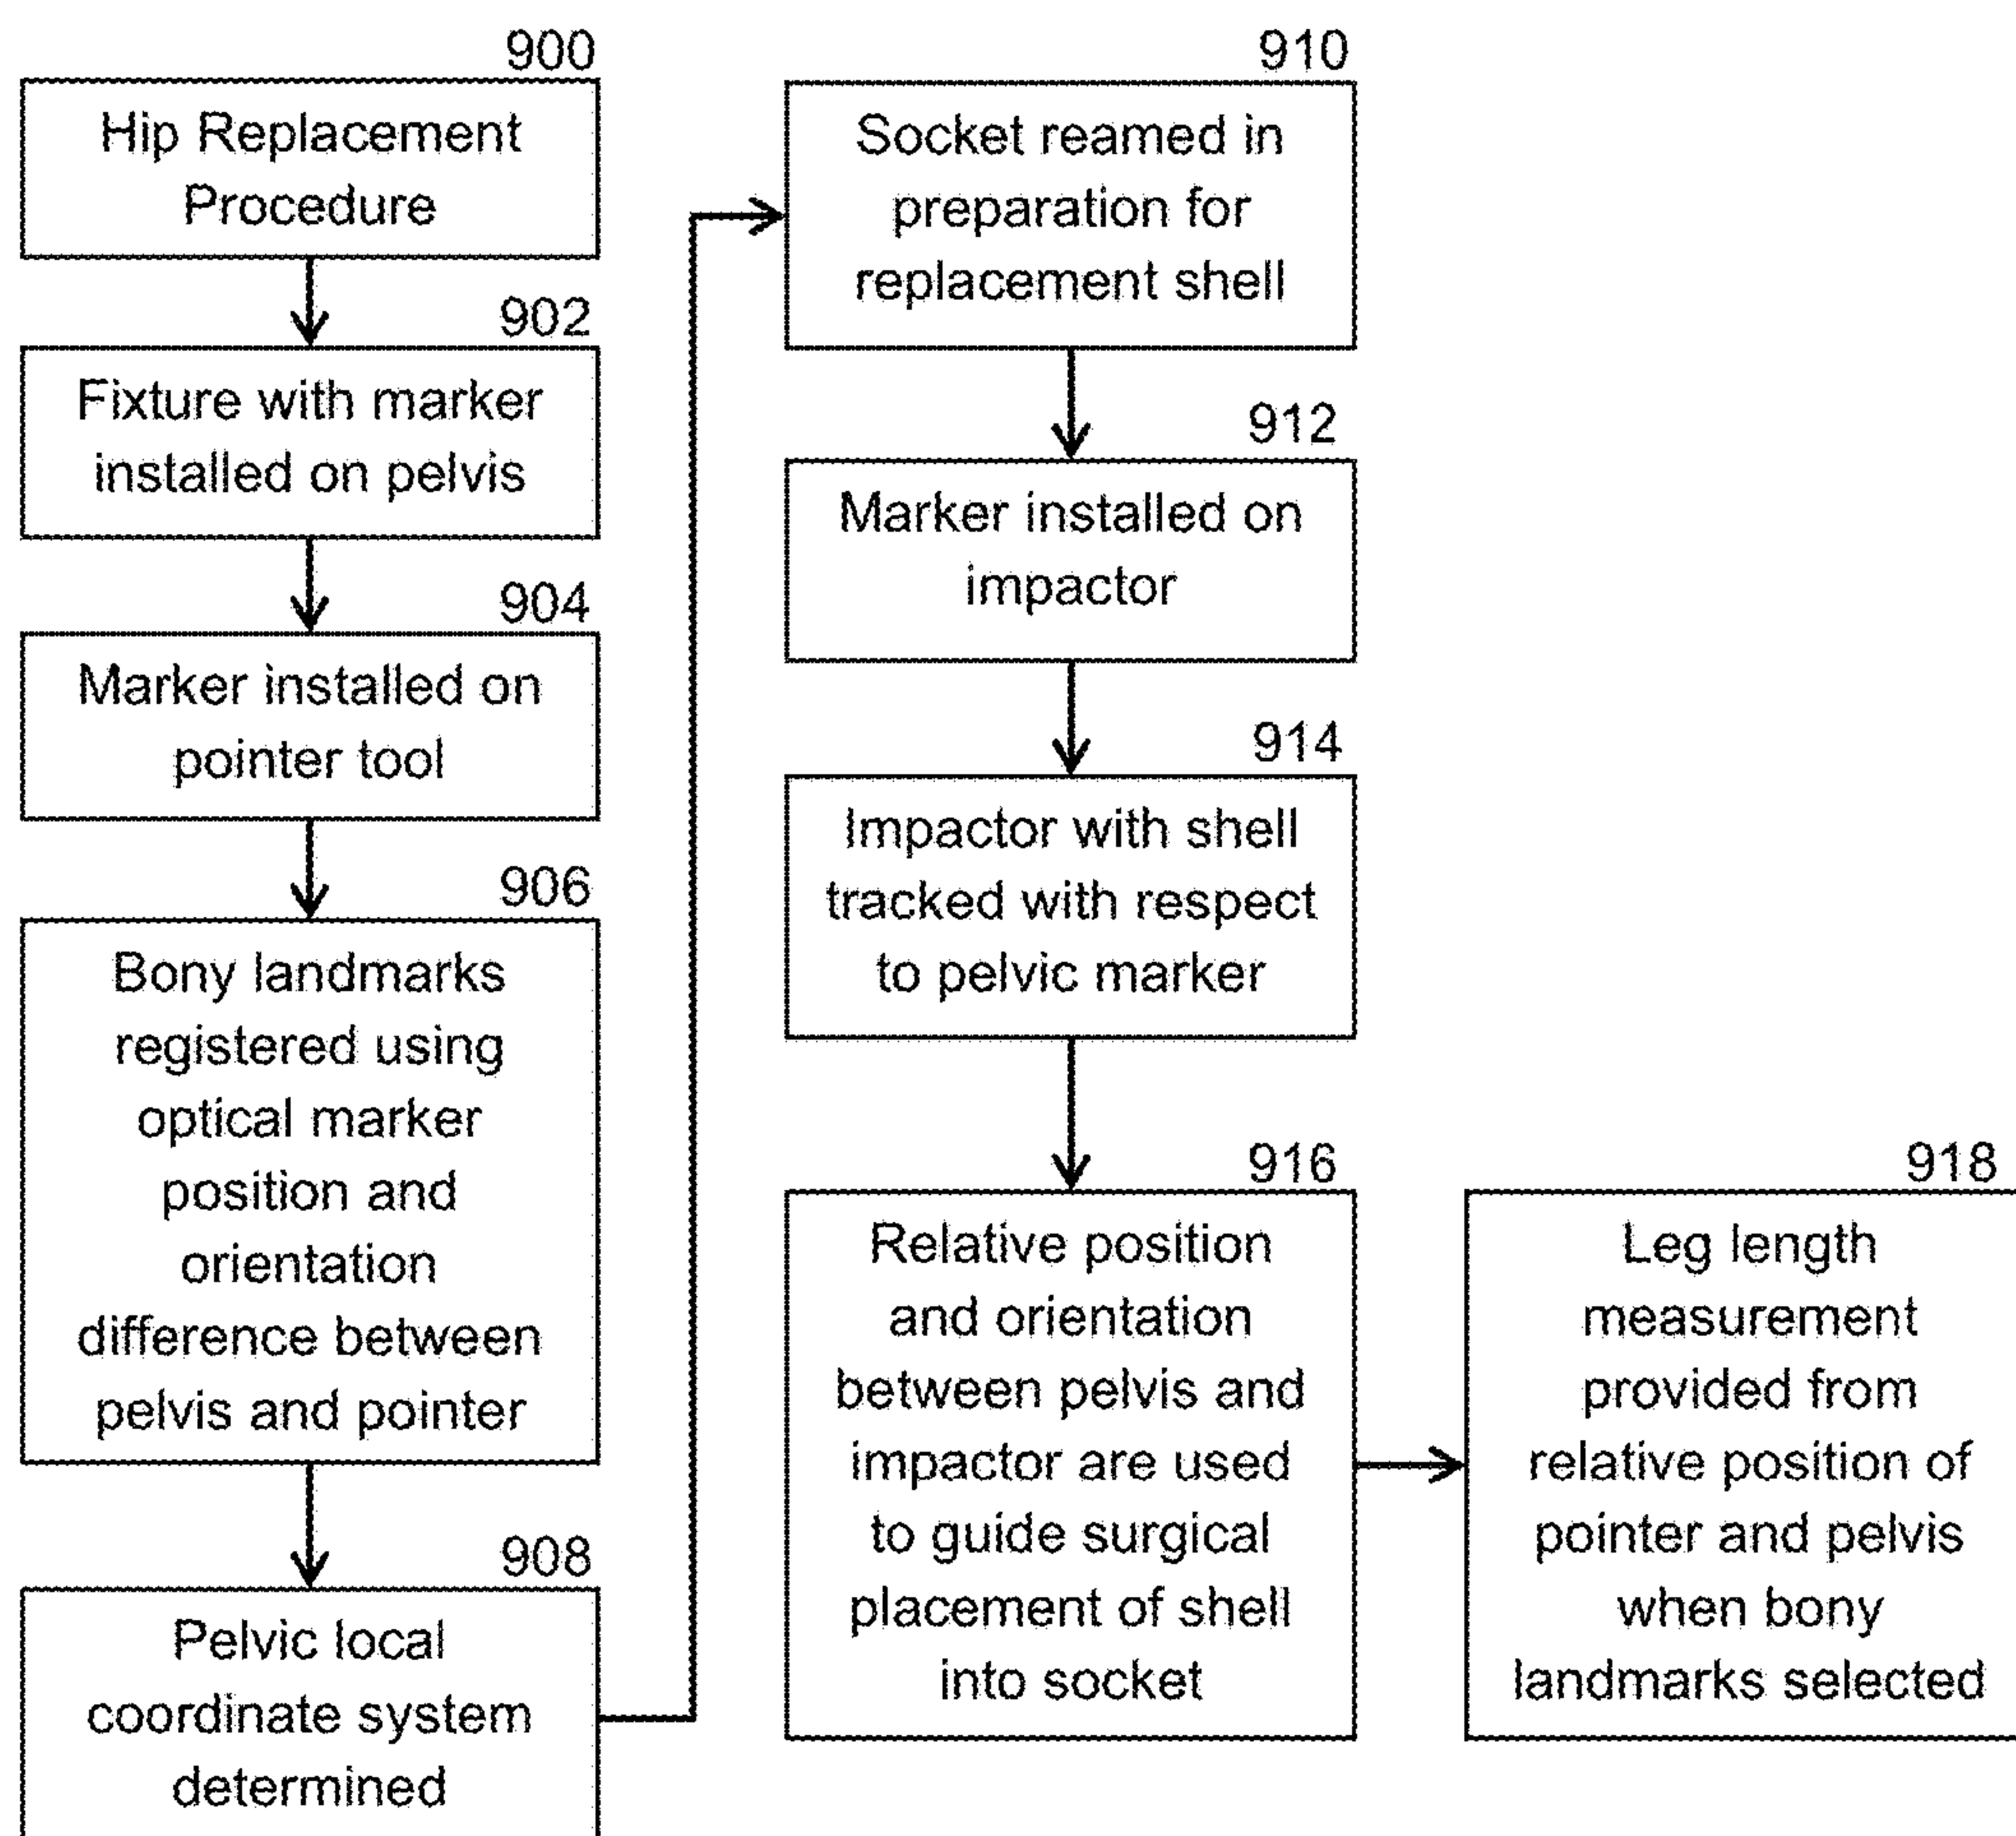 900
Hip Replacement
Procedure
902
Fixture with marker
installed on pelvis
904
Marker installed on
pointer tool
906
Bony landmarks
registered using
optical marker
position and
orientation
difference between
pelvis and pointer
908
Pelvic local
coordinate system
determined
910
Socket reamed in
preparation for
replacement shell
912
Marker installed on
impactor
914
Impactor with shell
tracked with respect
to pelvic marker
916
Relative position
and orientation
between pelvis and
impactor are used
to guide surgical
placement of shell
into socket
918
Leg length
measurement
provided from
relative position of
pointer and pelvis
when bony
landmarks selected